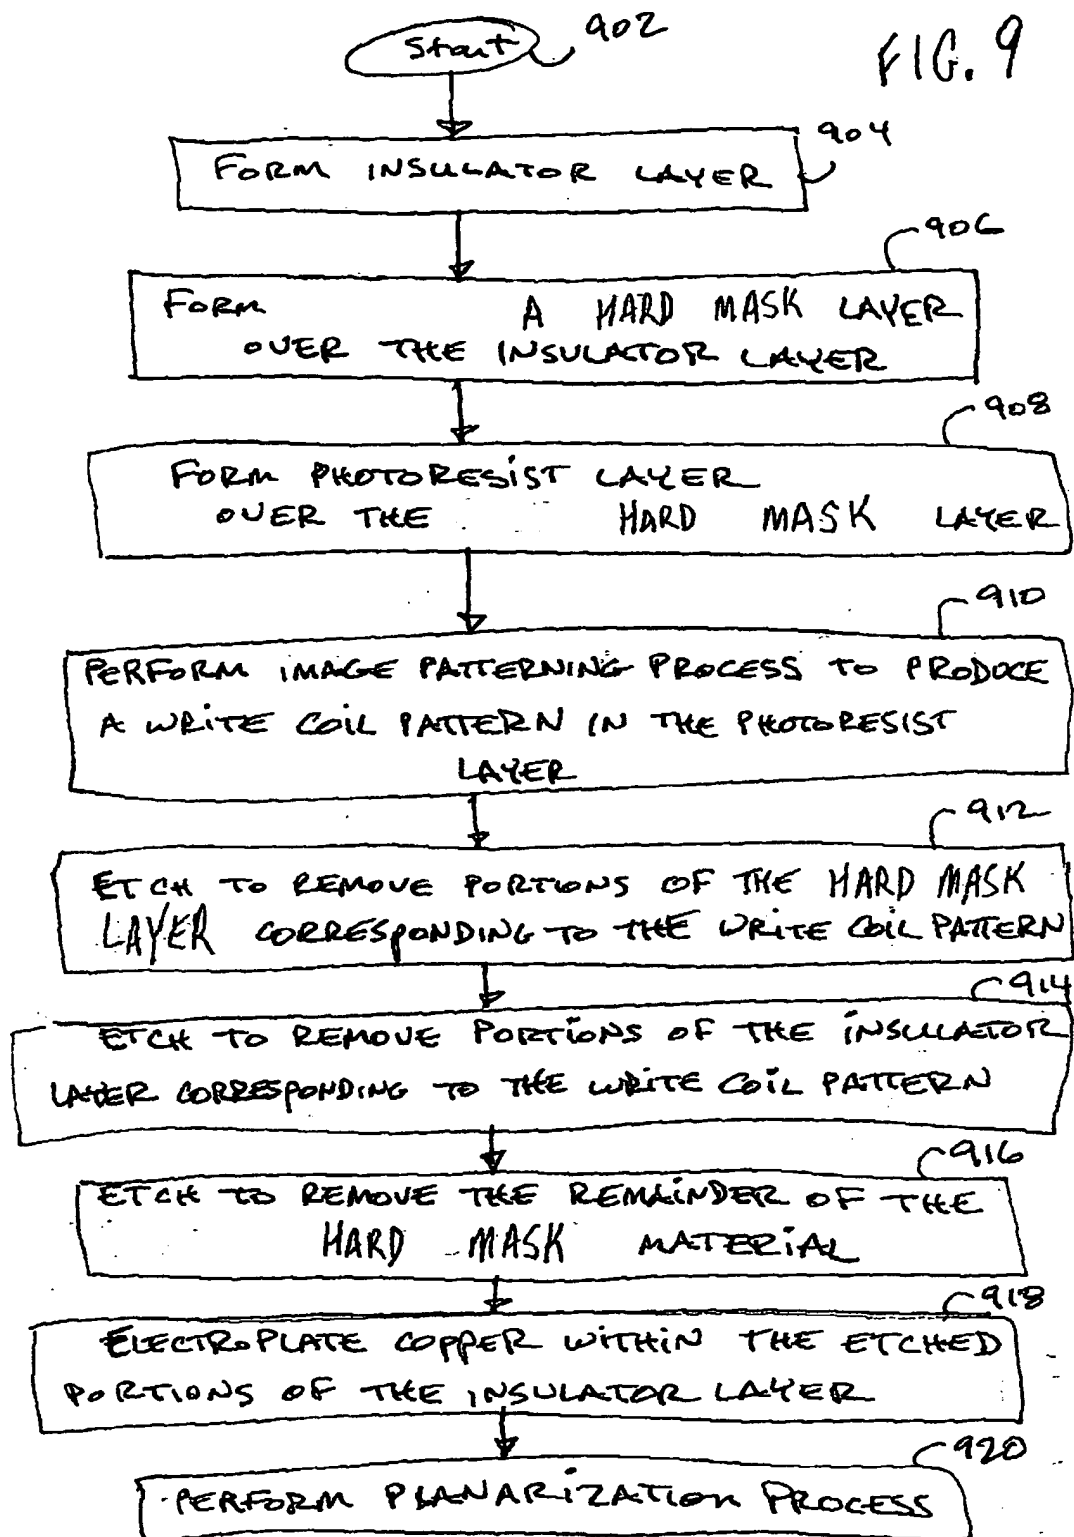 Start 902
FIG. 9
904
FORM INSULATOR LAYER
906
FORM A HARD MASK LAYER
OVER THE INSULATOR LAYER
908
FORM PHOTORESIST LAYER
OVER THE HARD MASK LAYER
910
PERFORM IMAGE PATTERNING PROCESS TO PRODUCE
A WRITE COIL PATTERN IN THE PHOTORESIST
LAYER
912
ETCH TO REMOVE PORTIONS OF THE HARD MASK
LAYER CORRESPONDING TO THE WRITE COIL PATTERN
914
ETCH TO REMOVE PORTIONS OF THE INSULATOR
LAYER CORRESPONDING TO THE WRITE COIL PATTERN
916
ETCH TO REMOVE THE REMAINDER OF THE
HARD MASK MATERIAL
918
ELECTROPLATE COPPER WITHIN THE ETCHED
PORTIONS OF THE INSULATOR LAYER
920
PERFORM PLANARIZATION PROCESS